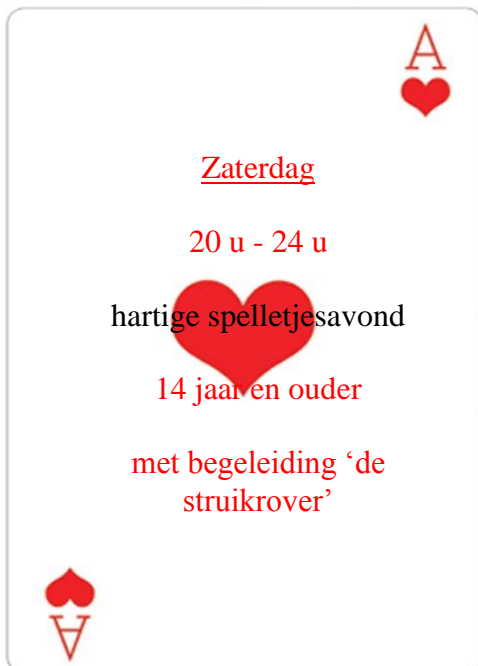 A
Zaterdag
20 u - 24 u
hartige spelletjesavond
14 jaar en ouder
met begeleiding ‘de
struikrover’
A